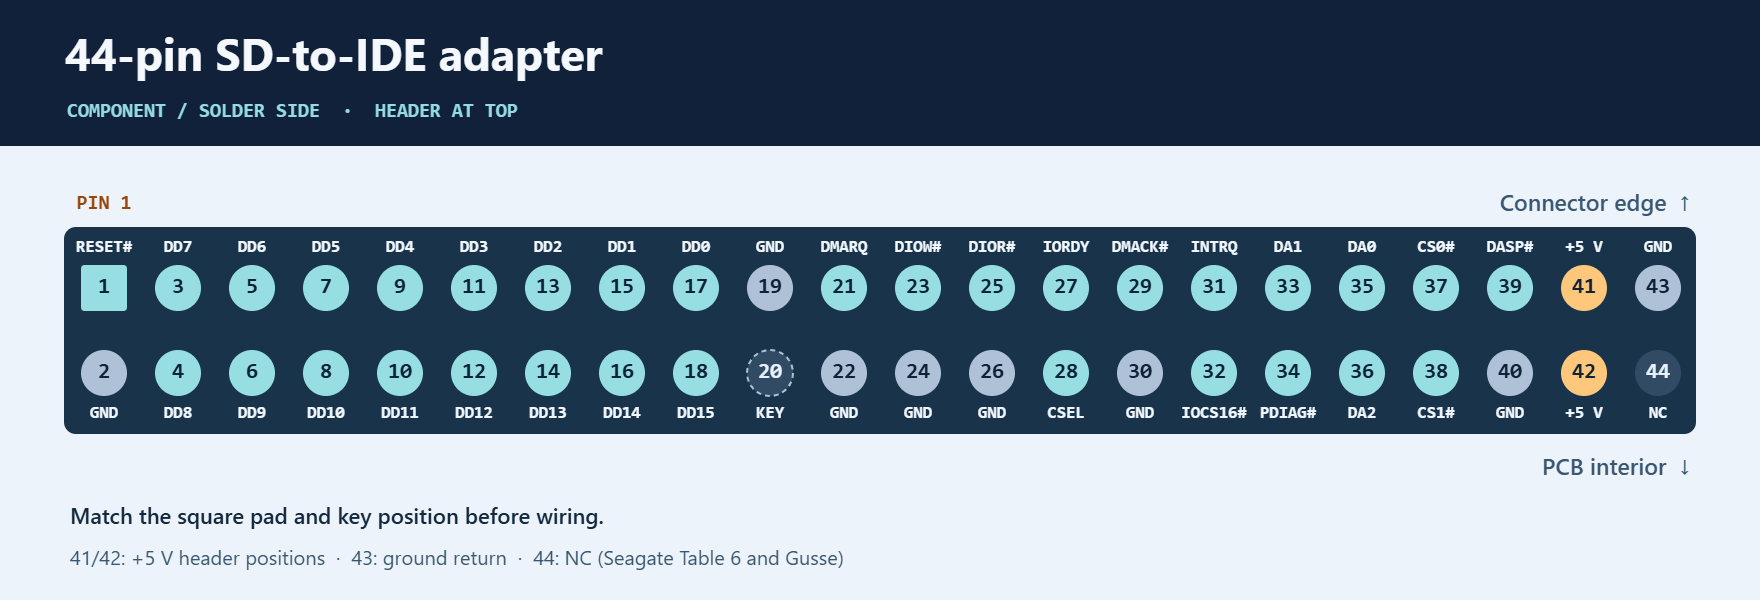 44-pin SD-to-IDE adapter
COMPONENT / SOLDER SIDE · HEADER AT TOP
PIN 1 Connector edge ↑
RESET# DD7 DD6 DD5 DD4 DD3 DD2 DD1 DD0 GND DMARQ DIOW# DIOR# IORDY DMACK# INTRQ DA1 DA0 CS0# DASP# +5 V GND
1 3 5 7 9 11 13 15 17 19 21 23 25 27 29 31 33 35 37 39 41 43
2 4 6 8 10 12 14 16 18 20 22 24 26 28 30 32 34 36 38 40 42 44
GND DD8 DD9 DD10 DD11 DD12 DD13 DD14 DD15 KEY GND GND GND CSEL GND IOCS16# PDIAG# DA2 CS1# GND +5 V NC
PCB interior ↓
Match the square pad and key position before wiring.
41/42: +5 V header positions · 43: ground return · 44: NC (Seagate Table 6 and Gusse)